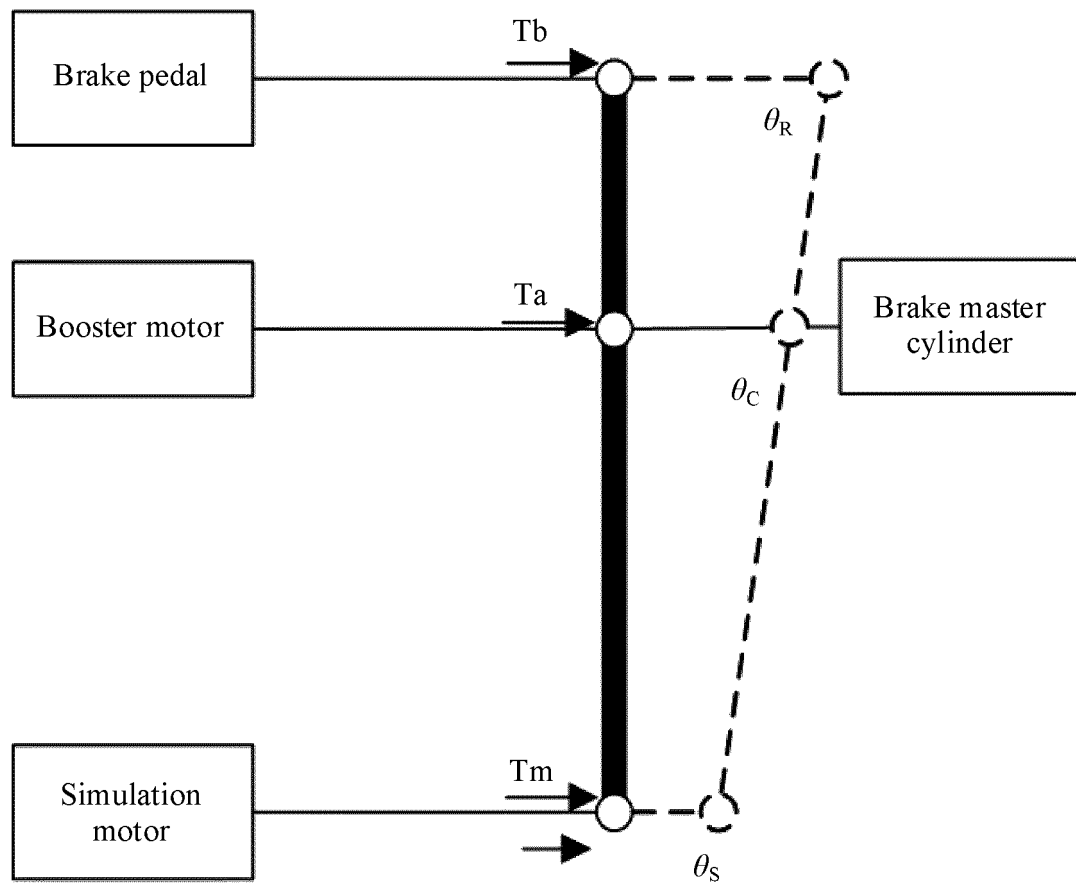 Brake pedal
Tb
θR
Booster motor
Ta
Brake master
cylinder
θC
Simulation
motor
Tm
θS